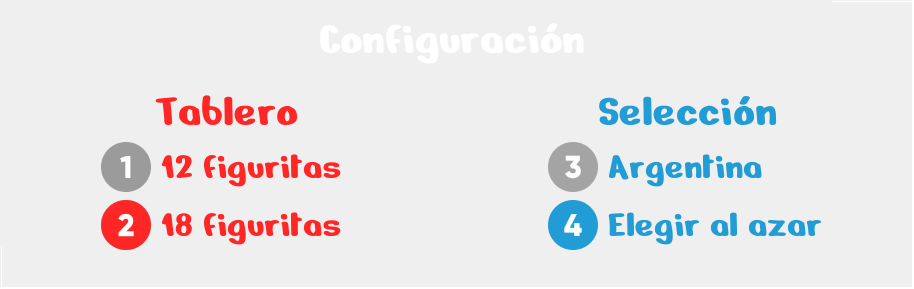 Configuración
Tablero
1 12 figuritas
2 18 figuritas
Selección
3 Argentina
4 Elegir al azar